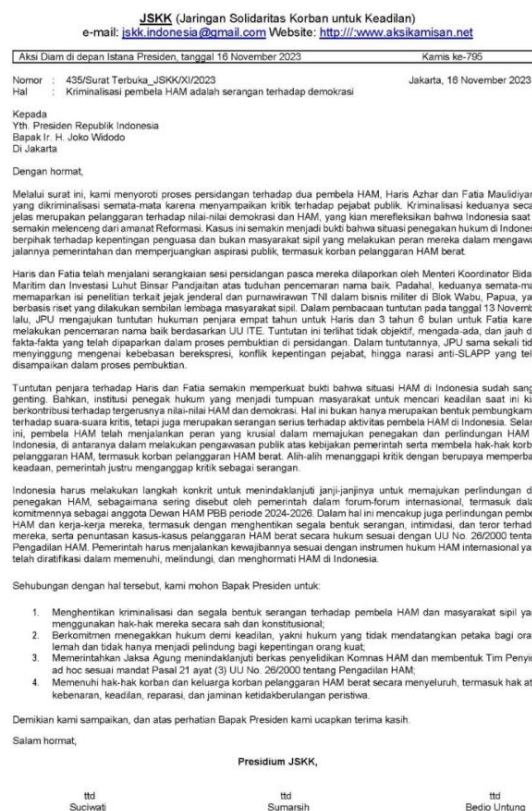 JSKK (Jaringan Solidaritas Korban untuk Keadilan)
e-mail: jskk.indonesia@gmail.com Website: http:///:www.aksikamisan.net
Aksi Diam di depan Istana Presiden, tanggal 16 November 2023 Kamis ke-795
Nomor : 435/Surat Terbuka_JSKK/XI/2023 Jakarta, 16 November 2023
Hal : Kriminalisasi pembela HAM adalah serangan terhadap demokrasi
Kepada
Yth. Presiden Republik Indonesia
Bapak Ir. H. Joko Widodo
Di Jakarta
Dengan hormat,
Melalui surat ini, kami menyoroti proses persidangan terhadap dua pembela HAM, Haris Azhar dan Fatia Maulidiyan
yang dikriminalisasi semata-mata karena menyampaikan kritik terhadap pejabat publik. Kriminalisasi keduanya seca
jelas merupakan pelanggaran terhadap nilai-nilai demokrasi dan HAM, yang kian merefleksikan bahwa Indonesia saat
semakin melenceng dari amanat Reformasi. Kasus ini semakin menjadi bukti bahwa situasi penegakan hukum di Indones
berpihak terhadap kepentingan penguasa dan bukan masyarakat sipil yang melakukan peran mereka dalam mengawa
jalannya pemerintahan dan memperjuangkan aspirasi publik, termasuk korban pelanggaran HAM berat.
Haris dan Fatia telah menjalani serangkaian sesi persidangan pasca mereka dilaporkan oleh Menteri Koordinator Bida
Maritim dan Investasi Luhut Binsar Pandjaitan atas tuduhan pencemaran nama baik. Padahal, keduanya semata-ma
memaparkan isi penelitian terkait jejak jenderal dan purnawirawan TNI dalam bisnis militer di Blok Wabu, Papua, ya
berbasis riset yang dilakukan sembilan lembaga masyarakat sipil. Dalam pembacaan tuntutan pada tanggal 13 Novemb
lalu, JPU mengajukan tuntutan hukuman penjara empat tahun untuk Haris dan 3 tahun 6 bulan untuk Fatia kare
melakukan pencemaran nama baik berdasarkan UU ITE. Tuntutan ini terlihat tidak objektif, mengada-ada, dan jauh d
fakta-fakta yang telah dipaparkan dalam proses pembuktian di persidangan. Dalam tuntutannya, JPU sama sekali tid
menyinggung mengenai kebebasan berekspresi, konflik kepentingan pejabat, hingga narasi anti-SLAPP yang tel
disampaikan dalam proses pembuktian.
Tuntutan penjara terhadap Haris dan Fatia semakin memperkuat bukti bahwa situasi HAM di Indonesia sudah sang
genting. Bahkan, institusi penegak hukum yang menjadi tumpuan masyarakat untuk mencari keadilan saat ini ki
berkontribusi terhadap tergerusnya nilai-nilai HAM dan demokrasi. Hal ini bukan hanya merupakan bentuk pembungkam
terhadap suara-suara kritis, tetapi juga merupakan serangan serius terhadap aktivitas pembela HAM di Indonesia. Selan
ini, pembela HAM telah menjalankan peran yang krusial dalam memajukan penegakan dan perlindungan HAM
Indonesia, di antaranya dalam melakukan pengawasan publik atas kebijakan pemerintah serta membela hak-hak korb
pelanggaran HAM, termasuk korban pelanggaran HAM berat. Alih-alih menanggapi kritik dengan berupaya memperba
keadaan, pemerintah justru menganggap kritik sebagai serangan.
Indonesia harus melakukan langkah konkrit untuk menindaklanjuti janji-janjinya untuk memajukan perlindungan d
penegakan HAM, sebagaimana sering disebut oleh pemerintah dalam forum-forum internasional, termasuk dala
komitmennya sebagai anggota Dewan HAM PBB periode 2024-2026. Dalam hal ini mencakup juga perlindungan pembe
HAM dan kerja-kerja mereka, termasuk dengan menghentikan segala bentuk serangan, intimidasi, dan teror terhad
mereka, serta penuntasan kasus-kasus pelanggaran HAM berat secara hukum sesuai dengan UU No. 26/2000 tenta
Pengadilan HAM. Pemerintah harus menjalankan kewajibannya sesuai dengan instrumen hukum HAM internasional ya
telah diratifikasi dalam memenuhi, melindungi, dan menghormati HAM di Indonesia.
Sehubungan dengan hal tersebut, kami mohon Bapak Presiden untuk:
1. Menghentikan kriminalisasi dan segala bentuk serangan terhadap pembela HAM dan masyarakat sipil ya
menggunakan hak-hak mereka secara sah dan konstitusional;
2. Berkomitmen menegakkan hukum demi keadilan, yakni hukum yang tidak mendatangkan petaka bagi ora
lemah dan tidak hanya menjadi pelindung bagi kepentingan orang kuat;
3. Memerintahkan Jaksa Agung menindaklanjuti berkas penyelidikan Komnas HAM dan membentuk Tim Penyid
ad hoc sesuai mandat Pasal 21 ayat (3) UU No. 26/2000 tentang Pengadilan HAM;
4. Memenuhi hak-hak korban dan keluarga korban pelanggaran HAM berat secara menyeluruh, termasuk hak at
kebenaran, keadilan, reparasi, dan jaminan ketidakberulangan peristiwa.
Demikian kami sampaikan, dan atas perhatian Bapak Presiden kami ucapkan terima kasih.
Salam hormat,
Presidium JSKK,
ttd ttd ttd
Suciwati Sumarsih Bedjo Untung